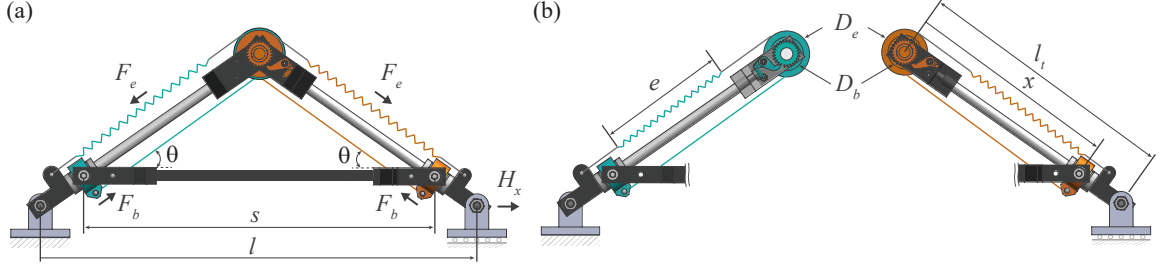 (a)
F_e
F_e
θ
θ
F_b
F_b
H_x
s
l
(b)
e
D_e
D_b
l_t
x